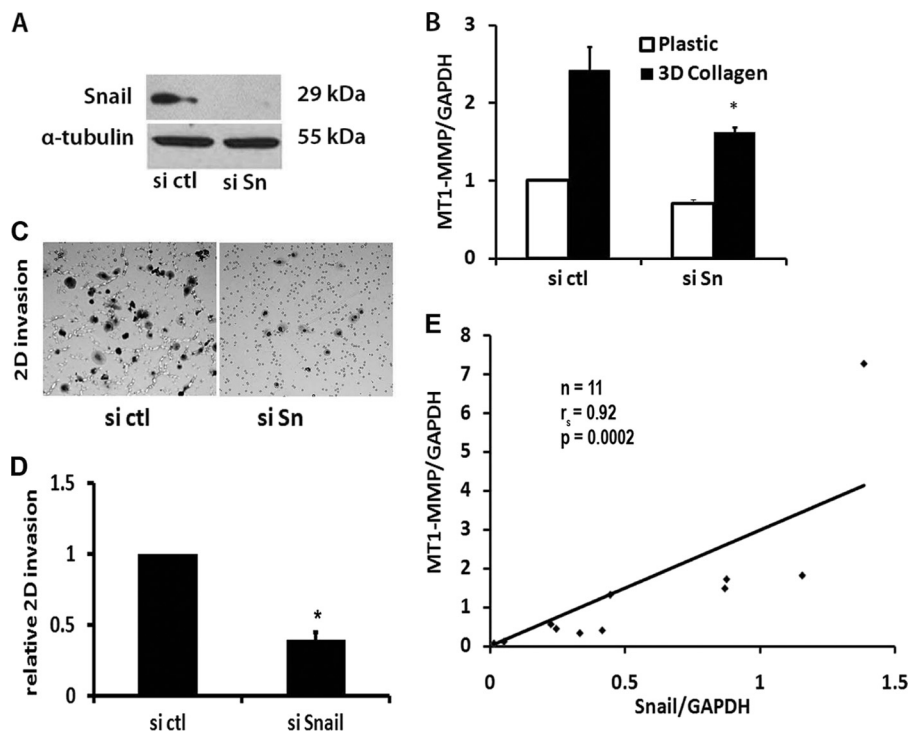 A
Snail
29 kDa
α-tubulin
55 kDa
si ctl
si Sn
B
MT1-MMP/GAPDH
3
2
1
0
Plastic
3D Collagen
*
si ctl
si Sn
C
2D invasion
si ctl
si Sn
D
relative 2D invasion
1.5
1
0.5
0
*
si ctl
si Snail
E
MT1-MMP/GAPDH
8
7
6
5
4
3
2
1
0
n = 11
rs = 0.92
p = 0.0002
0
0.5
1
1.5
Snail/GAPDH